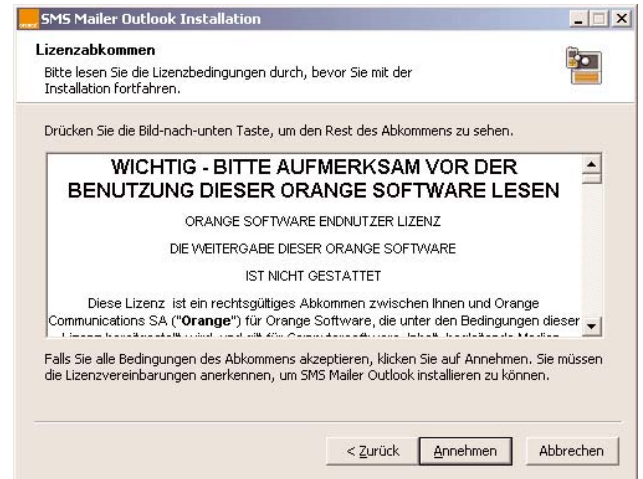 SMS Mailer Outlook Installation
Lizenzabkommen
Bitte lesen Sie die Lizenzbedingungen durch, bevor Sie mit der
Installation fortfahren.
Drücken Sie die Bild-nach-unten Taste, um den Rest des Abkommens zu sehen.
WICHTIG - BITTE AUFMERKSAM VOR DER
BENUTZUNG DIESER ORANGE SOFTWARE LESEN
ORANGE SOFTWARE ENDNUTZER LIZENZ
DIE WEITERGABE DIESER ORANGE SOFTWARE
IST NICHT GESTATTET
Diese Lizenz ist ein rechtsgültiges Abkommen zwischen Ihnen und Orange
Communications SA ("Orange") für Orange Software, die unter den Bedingungen dieser
Falls Sie alle Bedingungen des Abkommens akzeptieren, klicken Sie auf Annehmen. Sie müssen
die Lizenzvereinbarungen anerkennen, um SMS Mailer Outlook installieren zu können.
< Zurück Annehmen Abbrechen